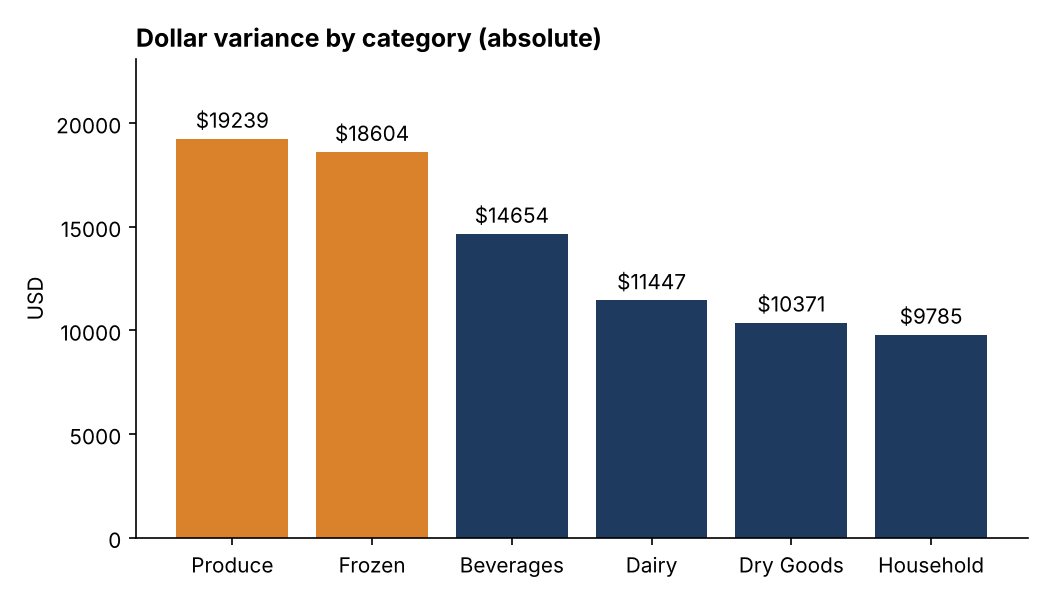 Dollar variance by category (absolute)
USD
20000
15000
10000
5000
0
$19239
$18604
$14654
$11447
$10371
$9785
Produce
Frozen
Beverages
Dairy
Dry Goods
Household